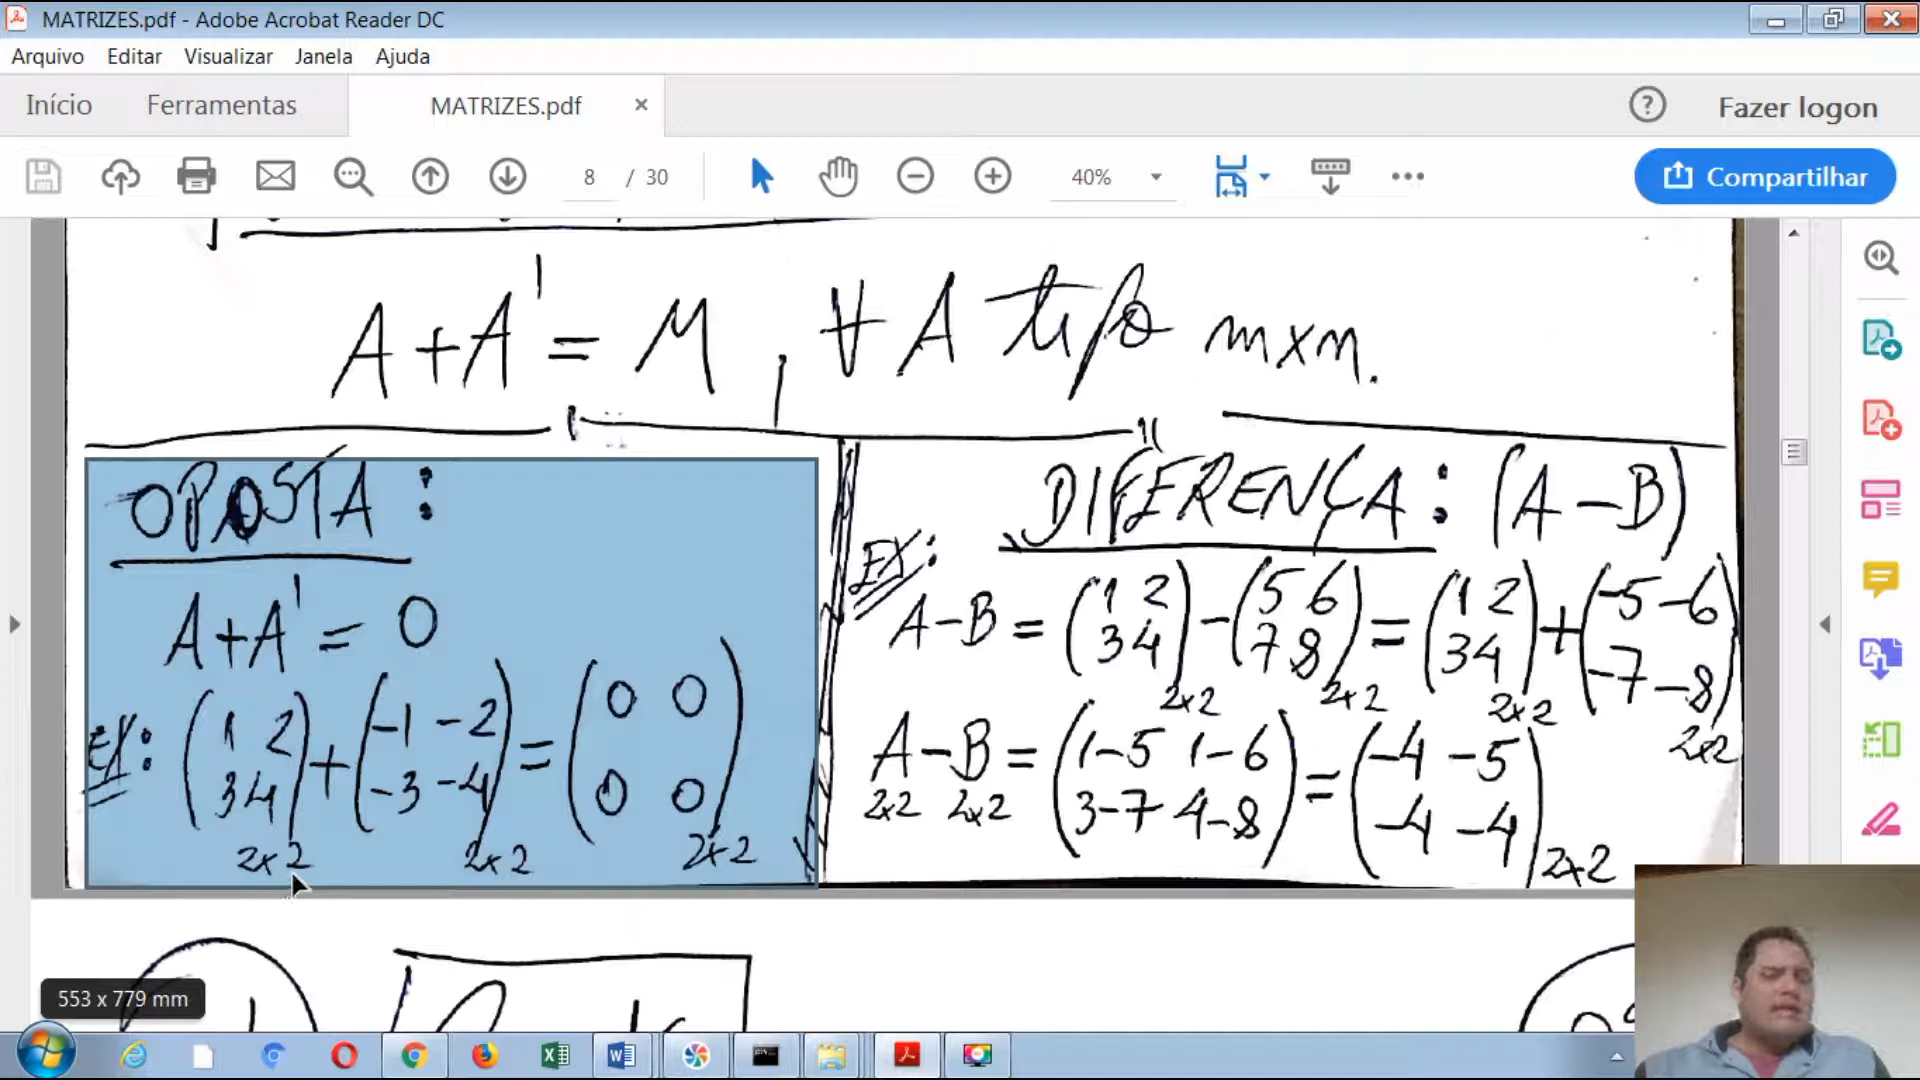 MATRIZES.pdf - Adobe Acrobat Reader DC
Arquivo Editar Visualizar Janela Ajuda
Início Ferramentas MATRIZES.pdf × Fazer logon
8 / 30 40% Compartilhar
A + A' = M, ∀ A tipo mxn.
OPOSTA:
A + A' = 0
EX: (1 2 + (-1 -2 = (0 0
3 4) 2x2 -3 -4) 2x2 0 0) 2x2
DIFERENÇA: (A - B)
EX:
A - B = (1 2 - (5 6 = (1 2 + (-5 -6
3 4) 2x2 7 8) 2x2 3 4) 2x2 -7 -8) 2x2
A - B = (1-5 1-6 = (-4 -5
2x2 2x2 3-7 4-8) -4 -4) 2x2
553 x 779 mm